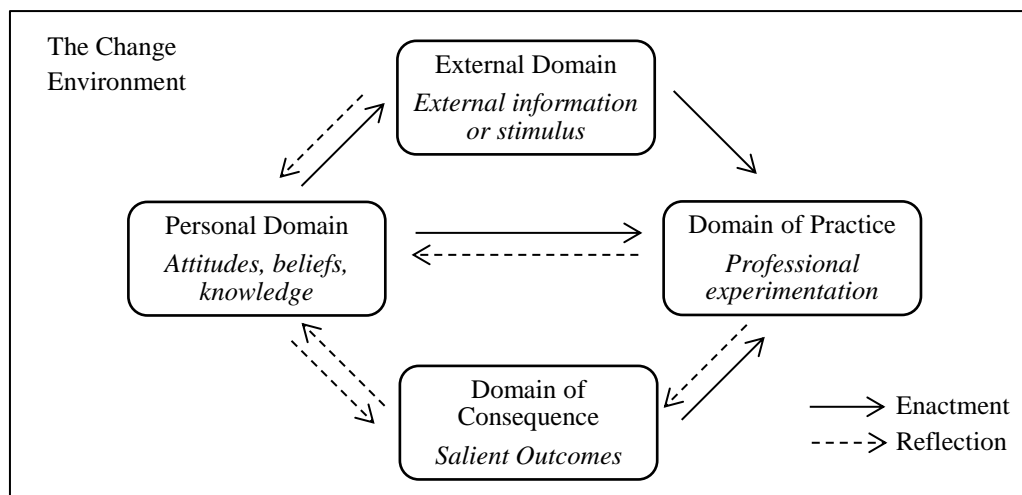 The Change
Environment
External Domain
External information
or stimulus
Personal Domain
Attitudes, beliefs,
knowledge
Domain of Practice
Professional
experimentation
Domain of
Consequence
Salient Outcomes
Enactment
Reflection